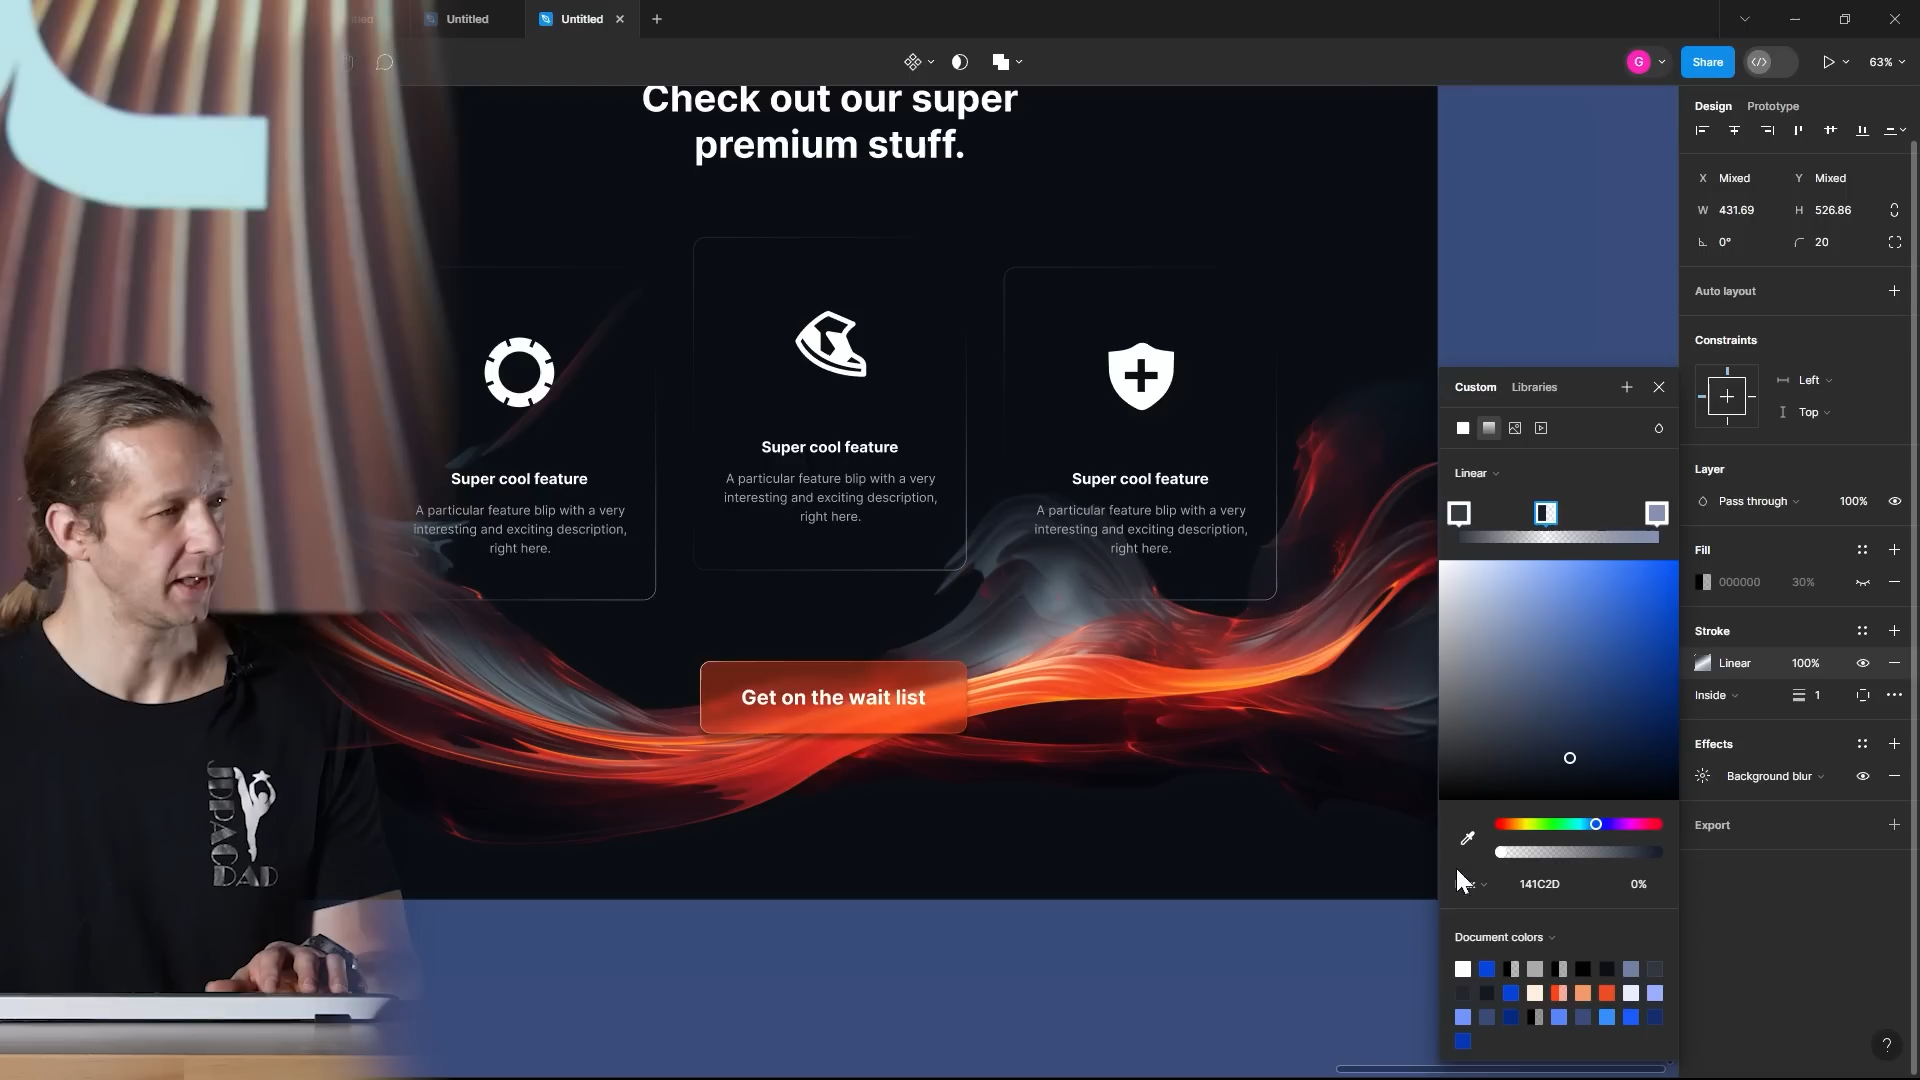 Untitled
Untitled
G
Share
63%
Check out our super
premium stuff.
Super cool feature
A particular feature blip with a very
interesting and exciting description,
right here.
Super cool feature
A particular feature blip with a very
interesting and exciting description,
right here.
Super cool feature
A particular feature blip with a very
interesting and exciting description,
right here.
Get on the wait list
JDPAC
DAD
Custom
Libraries
Linear
141C2D
0%
Document colors
Design
Prototype
X Mixed
Y Mixed
W 431.69
H 526.86
0°
20
Auto layout
Constraints
Left
Top
Layer
Pass through
100%
Fill
000000
30%
Stroke
Linear
100%
Inside
1
Effects
Background blur
Export
?